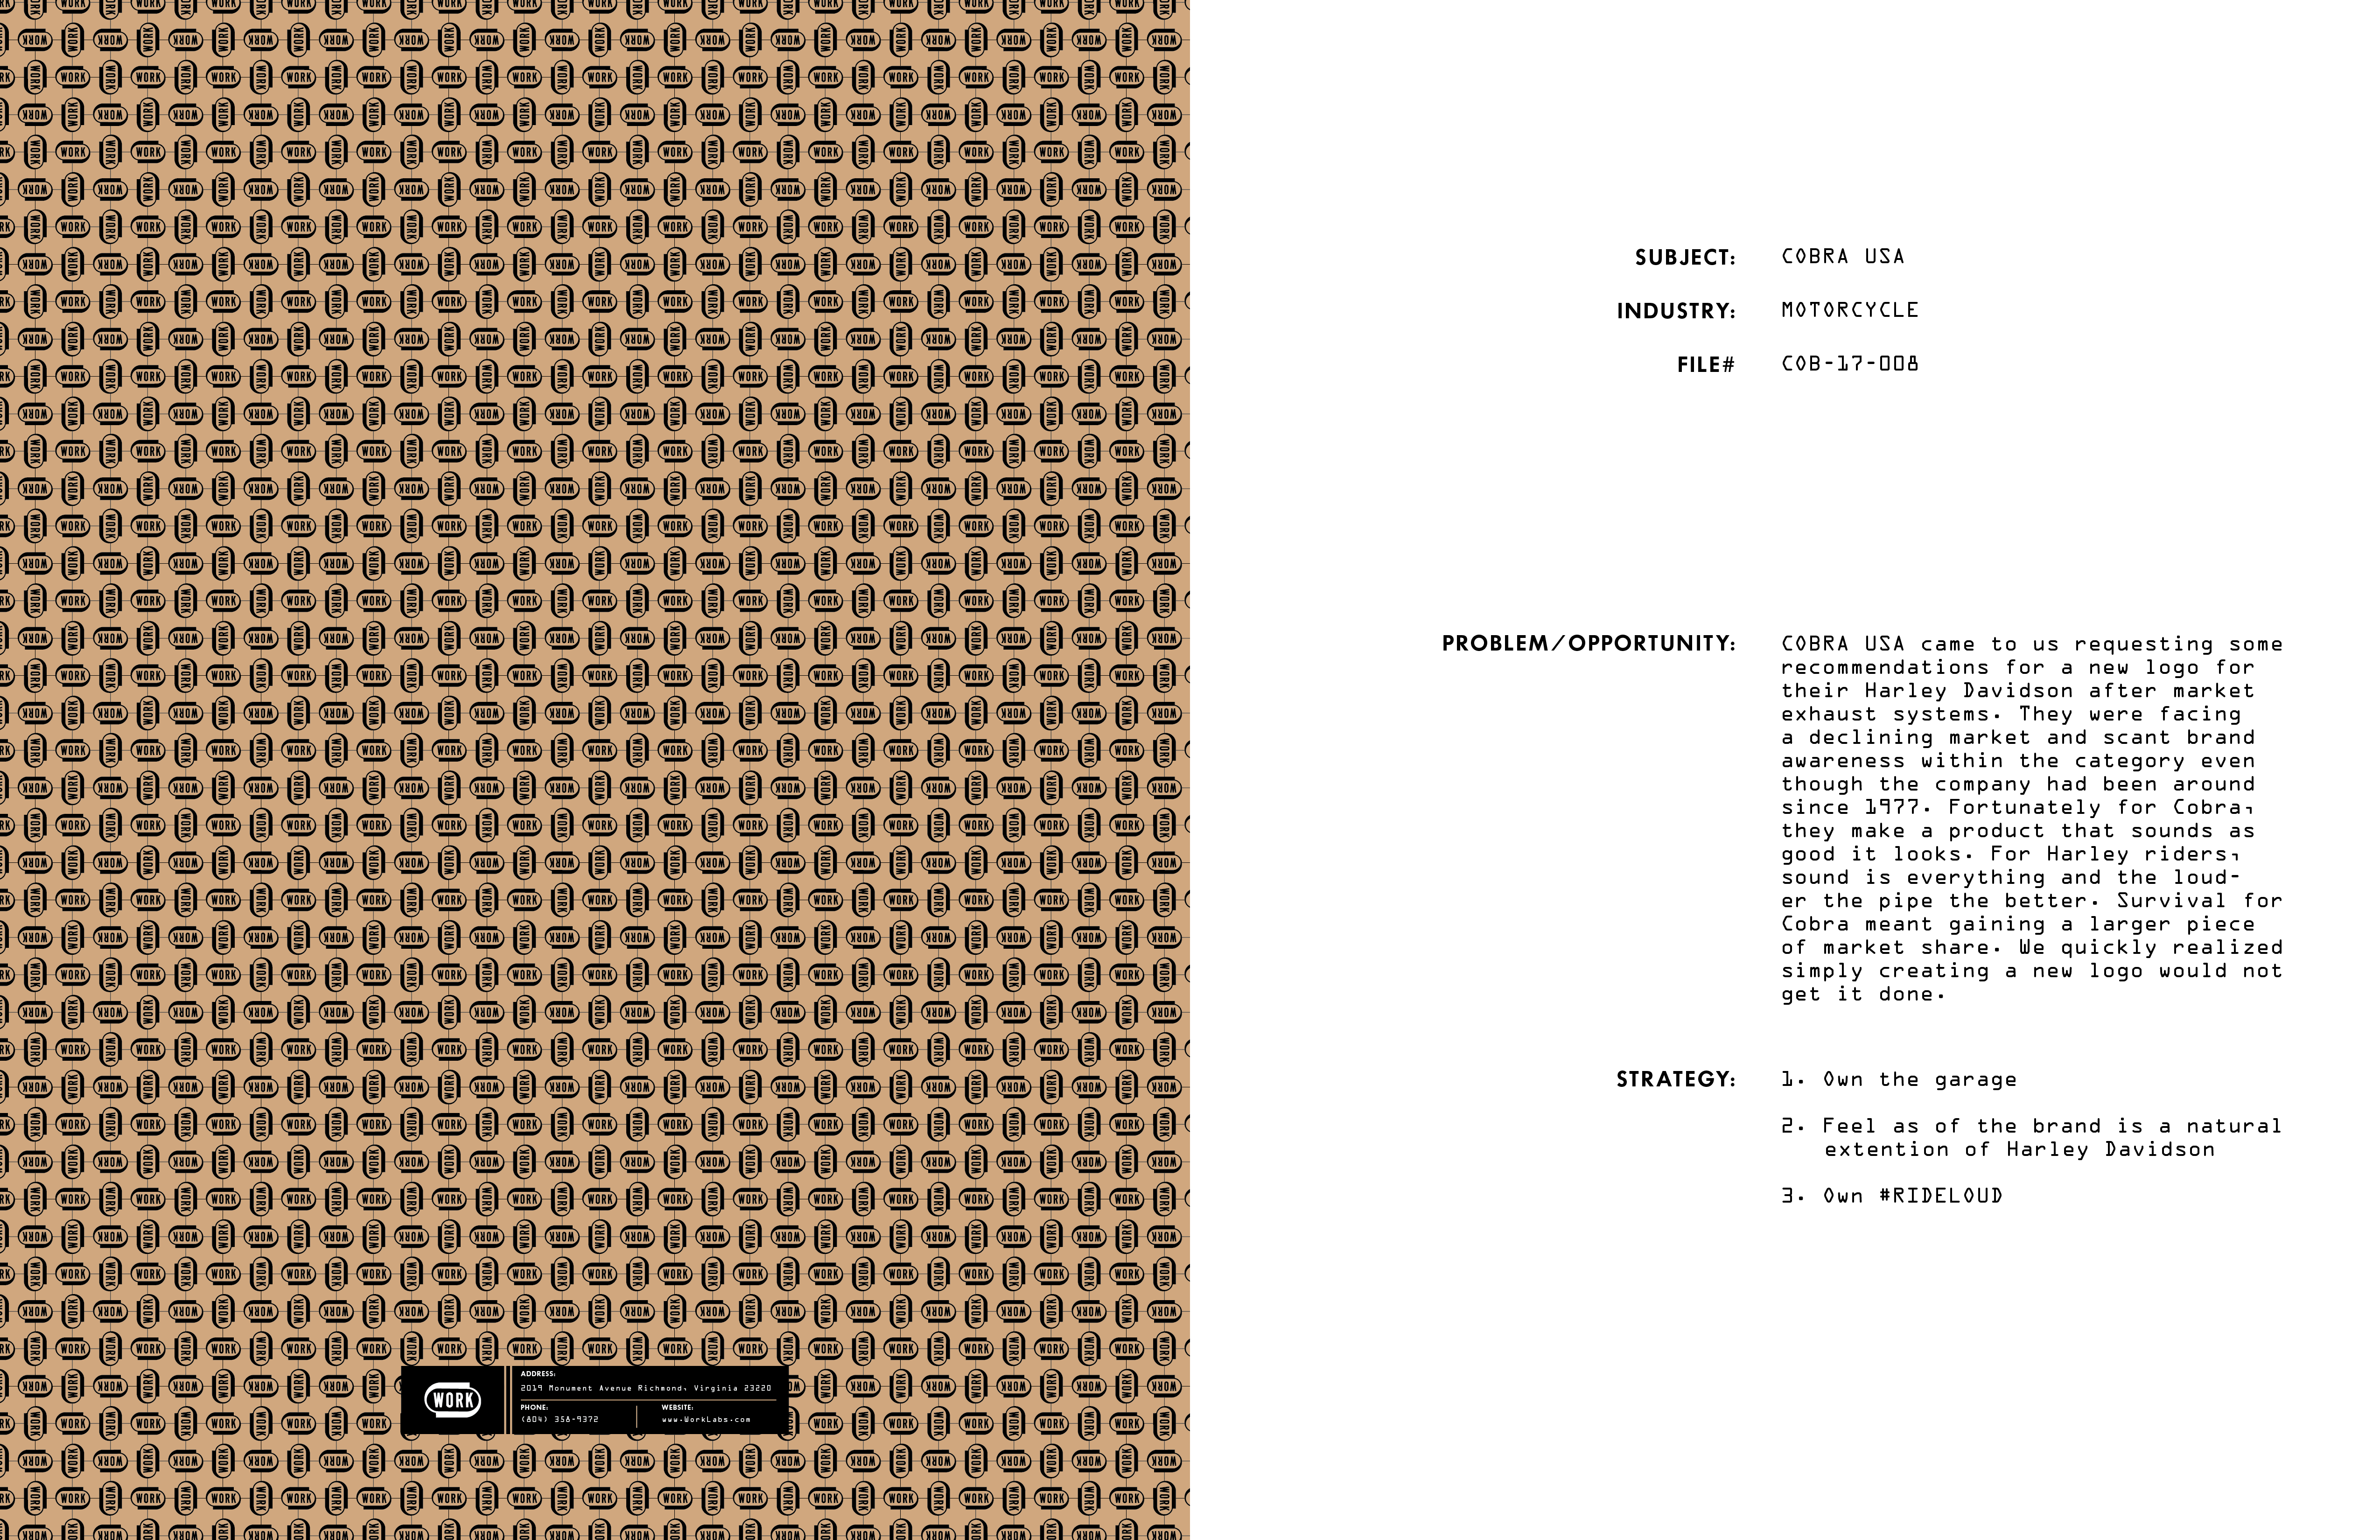 WORK
ADDRESS:
2019 Monument Avenue Richmond, Virginia 23220
PHONE:
(804) 358-9372
WEBSITE:
www.WorkLabs.com
SUBJECT: COBRA USA
INDUSTRY: MOTORCYCLE
FILE# COB-17-008
PROBLEM/OPPORTUNITY: COBRA USA came to us requesting some
recommendations for a new logo for
their Harley Davidson after market
exhaust systems. They were facing
a declining market and scant brand
awareness within the category even
though the company had been around
since 1977. Fortunately for Cobra,
they make a product that sounds as
good it looks. For Harley riders,
sound is everything and the loud-
er the pipe the better. Survival for
Cobra meant gaining a larger piece
of market share. We quickly realized
simply creating a new logo would not
get it done.
STRATEGY: 1. Own the garage
2. Feel as of the brand is a natural
extention of Harley Davidson
3. Own #RIDELOUD